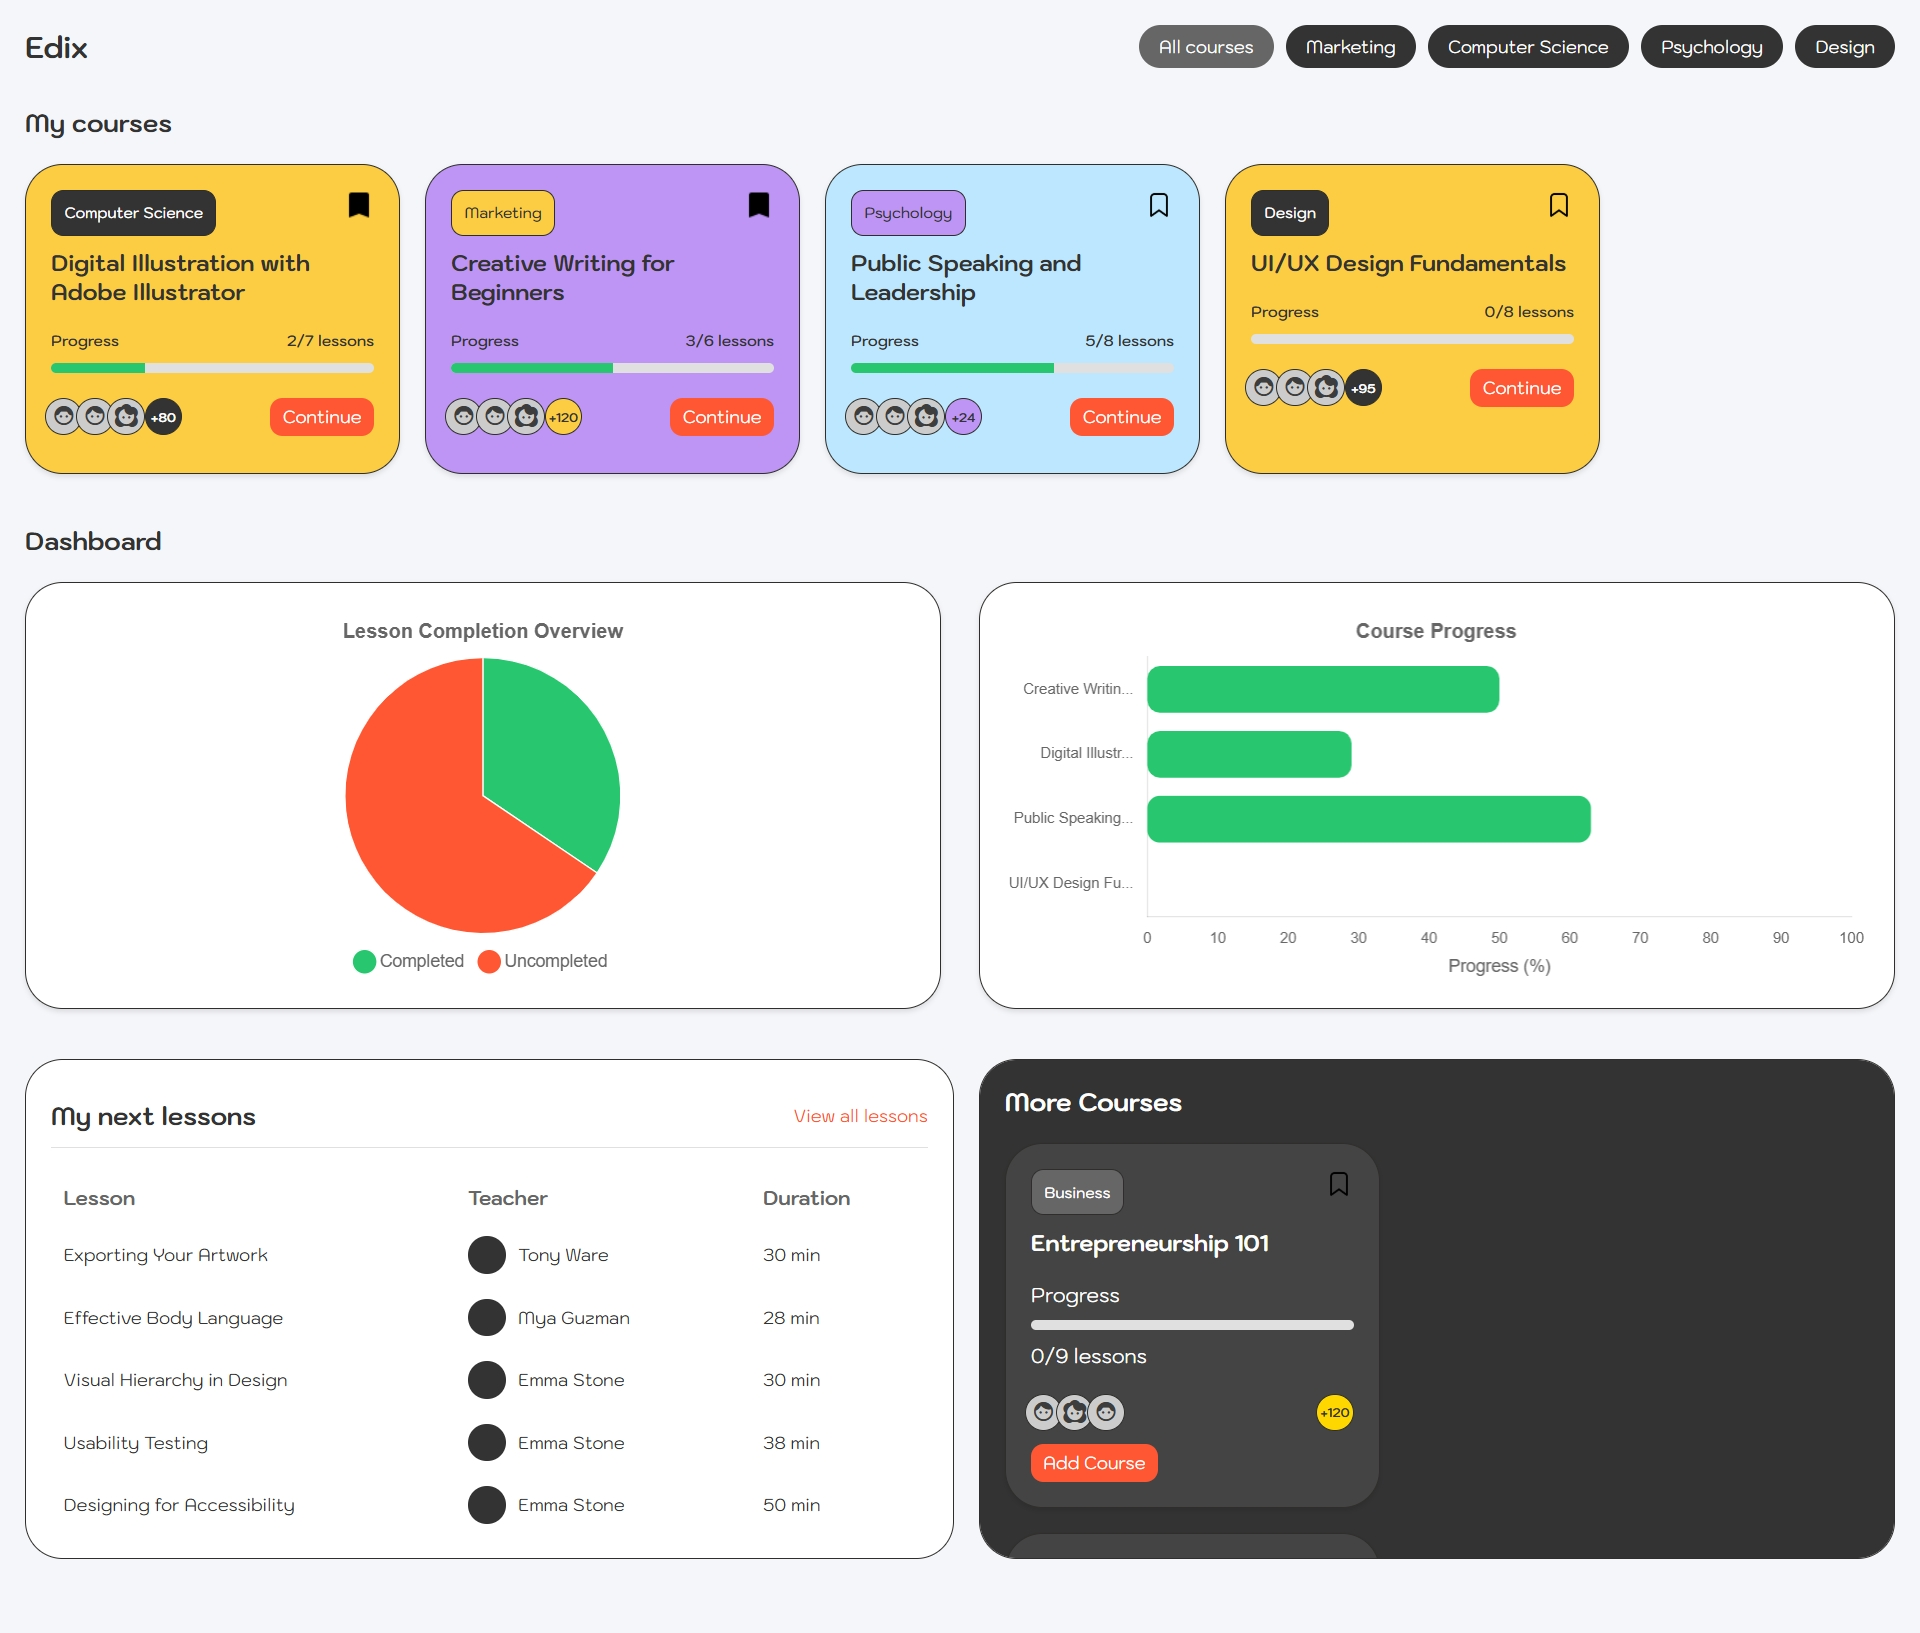 Edix
All courses
Marketing
Computer Science
Psychology
Design
My courses
Computer Science
Digital Illustration with
Adobe Illustrator
Progress
2/7 lessons
+80
Continue
Marketing
Creative Writing for
Beginners
Progress
3/6 lessons
+120
Continue
Psychology
Public Speaking and
Leadership
Progress
5/8 lessons
+24
Continue
Design
UI/UX Design Fundamentals
Progress
0/8 lessons
+95
Continue
Dashboard
Lesson Completion Overview
Completed
Uncompleted
Course Progress
Creative Writin...
Digital Illustr...
Public Speaking...
UI/UX Design Fu...
0 10 20 30 40 50 60 70 80 90 100
Progress (%)
My next lessons
View all lessons
Lesson Teacher Duration
Exporting Your Artwork Tony Ware 30 min
Effective Body Language Mya Guzman 28 min
Visual Hierarchy in Design Emma Stone 30 min
Usability Testing Emma Stone 38 min
Designing for Accessibility Emma Stone 50 min
More Courses
Business
Entrepreneurship 101
Progress
0/9 lessons
+120
Add Course